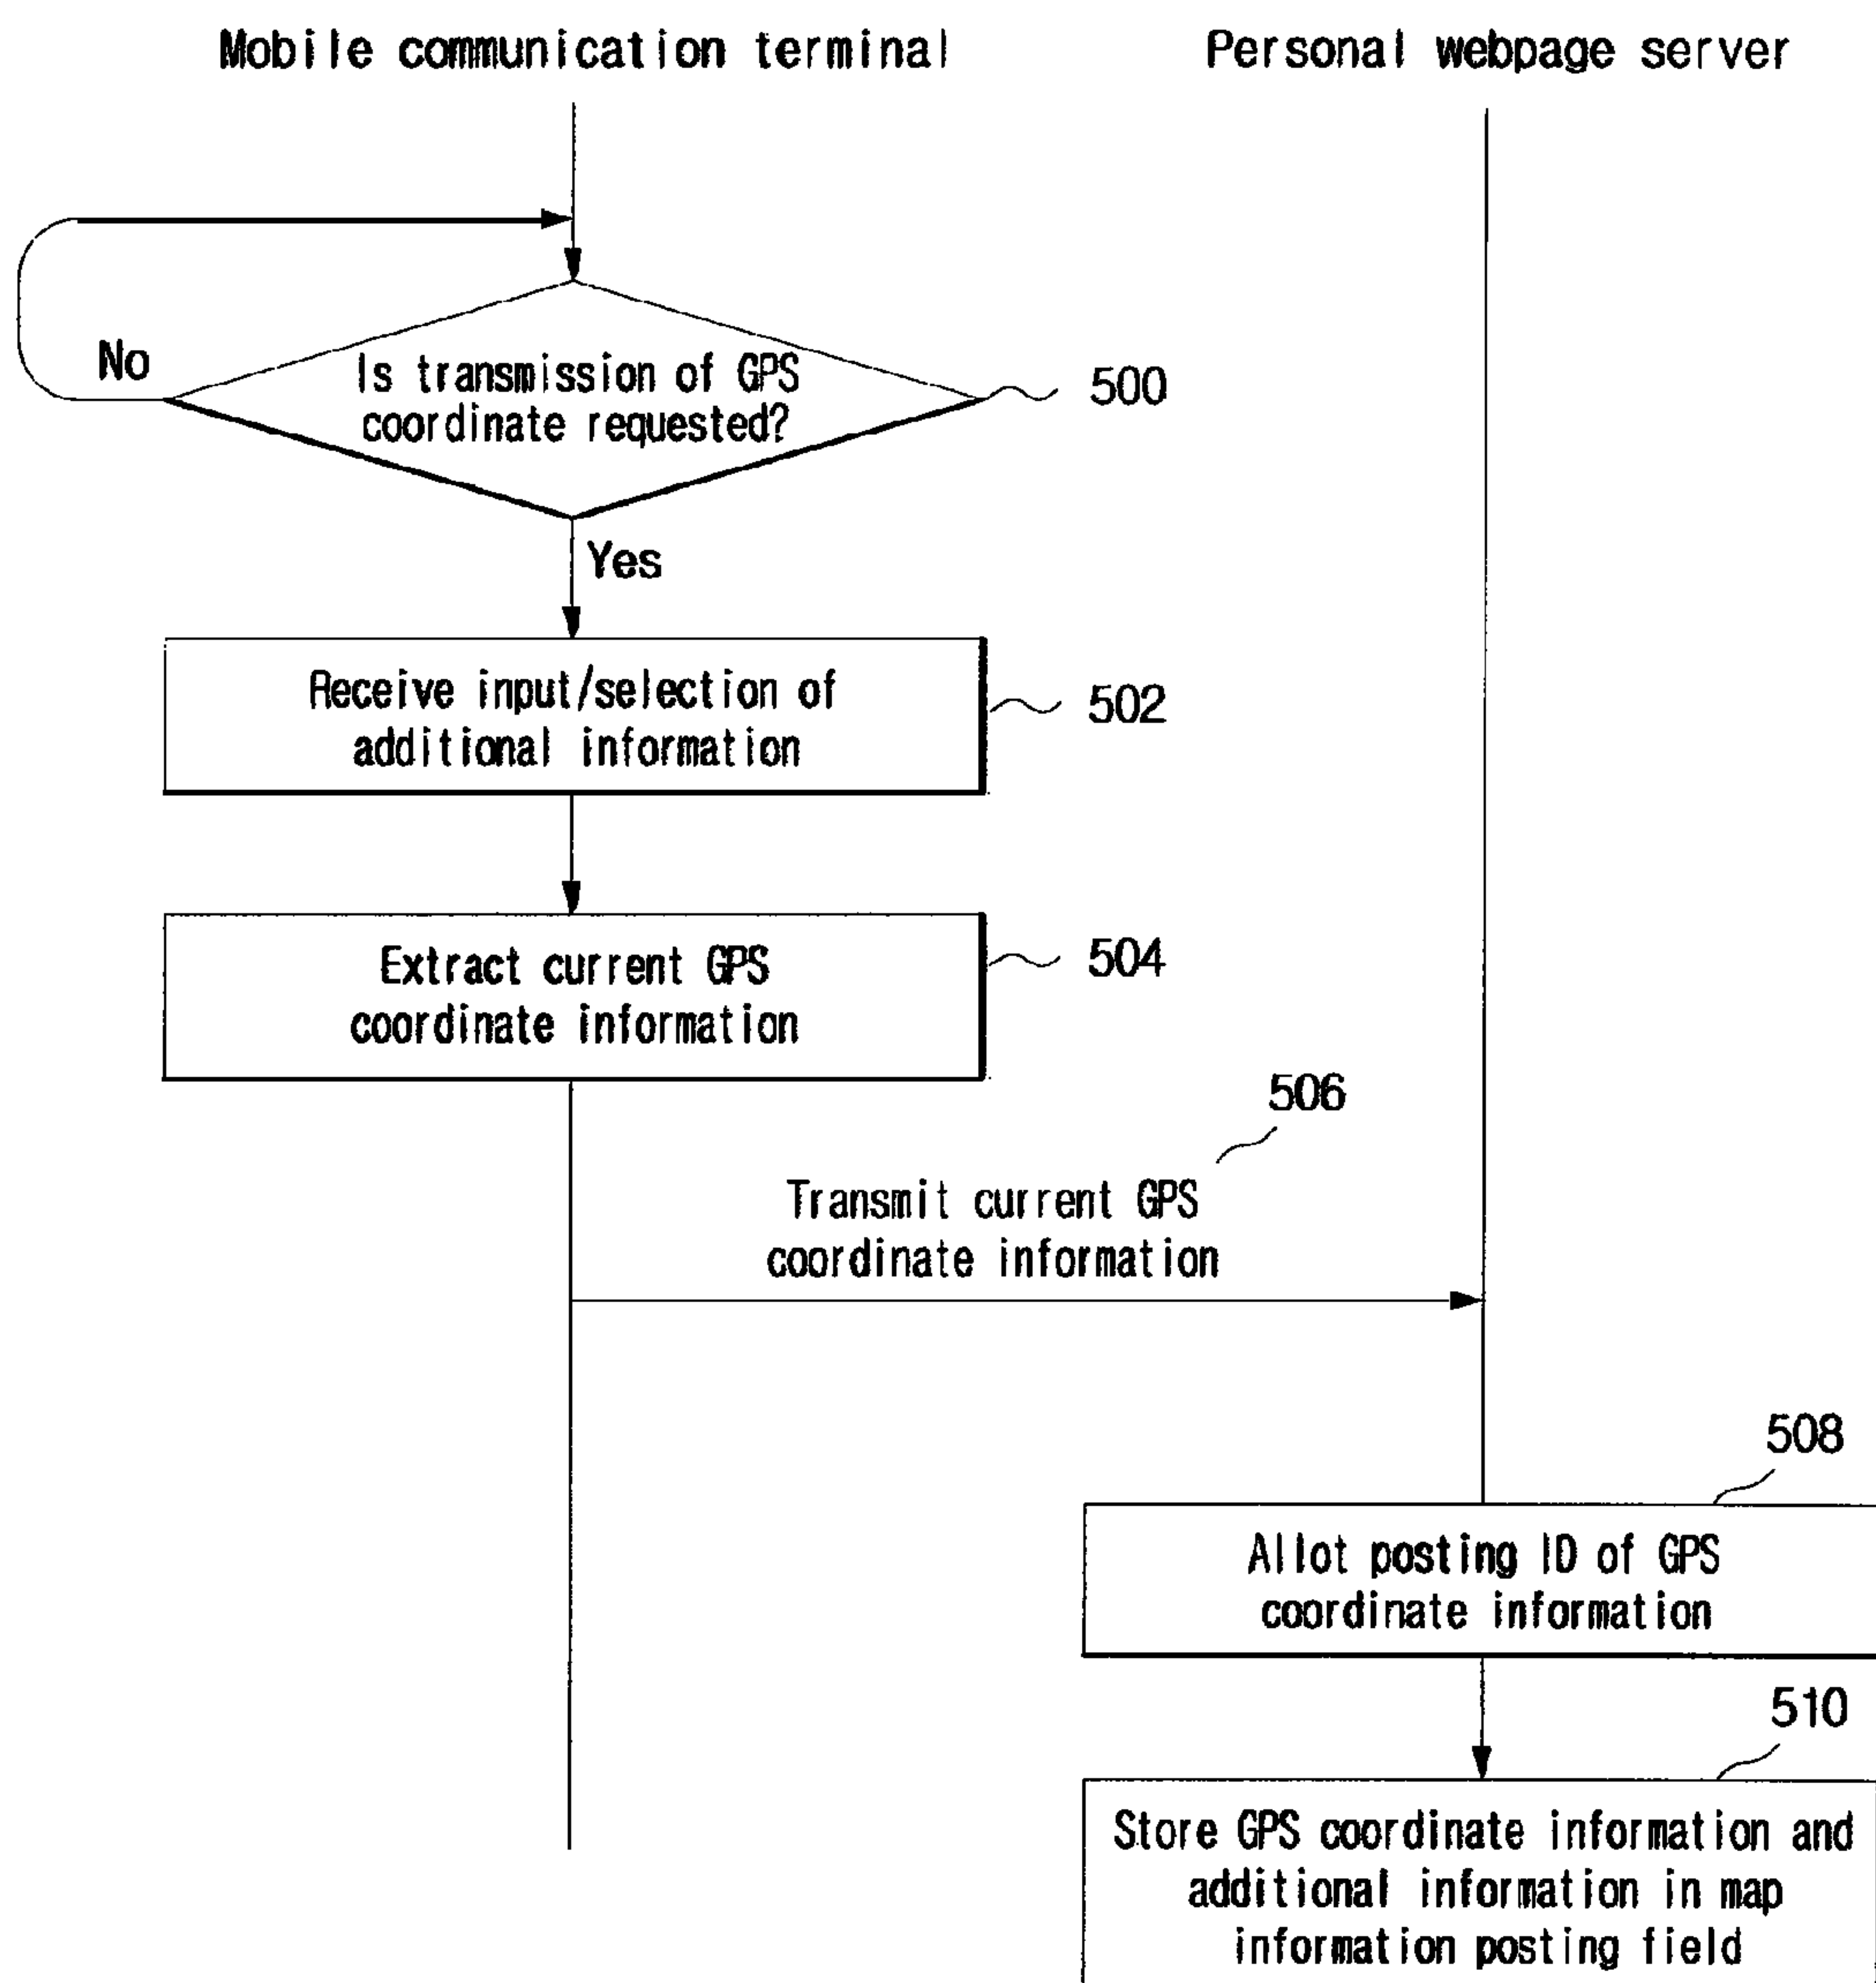 Mobile communication terminal
Personal webpage server
No
Is transmission of GPS
coordinate requested?
500
Yes
Receive input/selection of
additional information
502
Extract current GPS
coordinate information
504
506
Transmit current GPS
coordinate information
508
Allot posting ID of GPS
coordinate information
510
Store GPS coordinate information and
additional information in map
information posting field